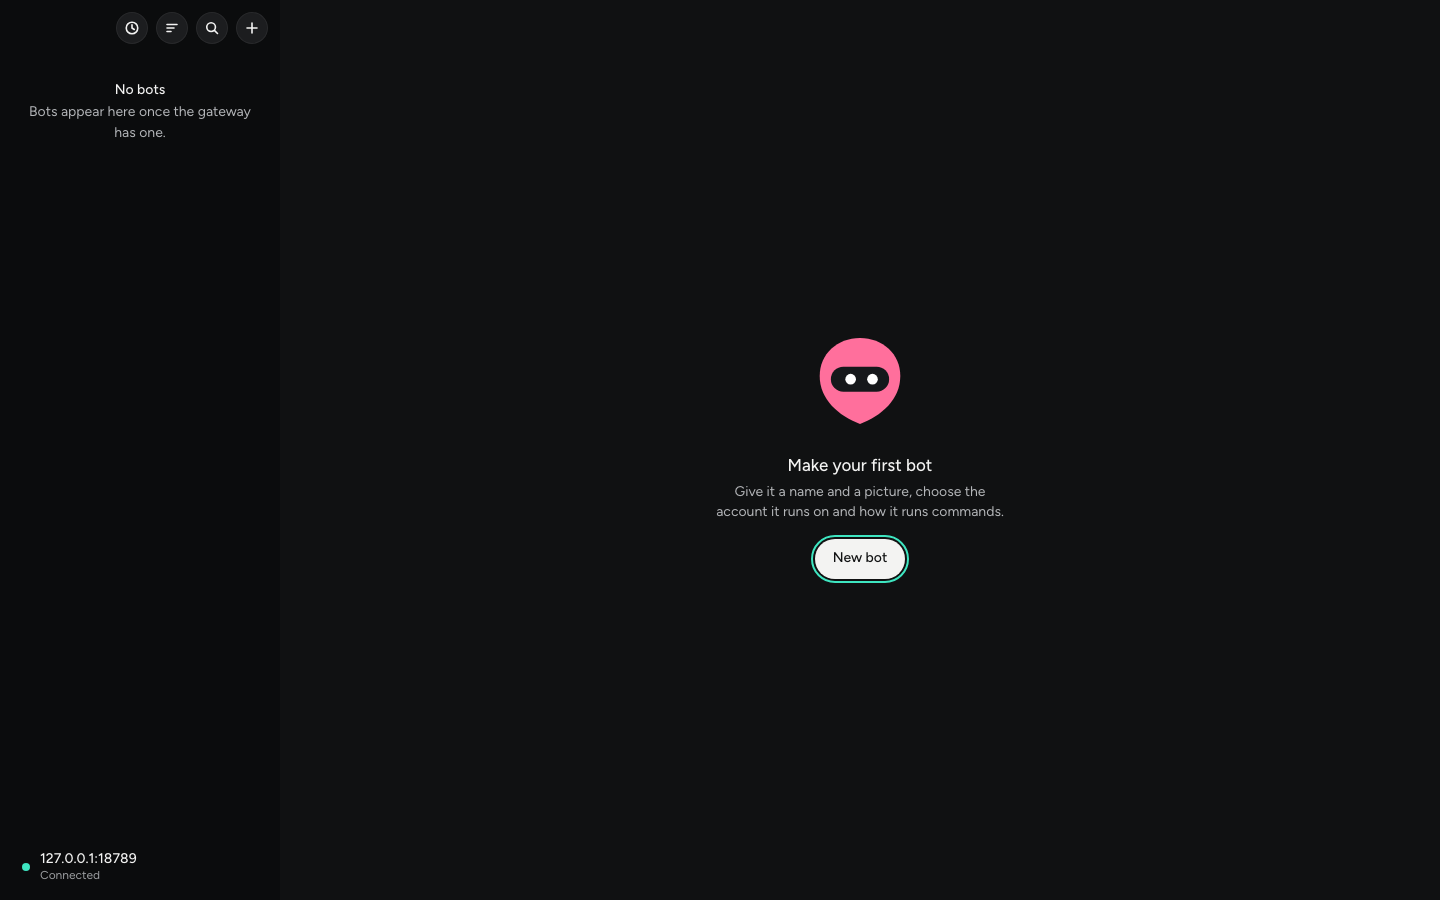 No bots
Bots appear here once the gateway
has one.
Make your first bot
Give it a name and a picture, choose the
account it runs on and how it runs commands.
New bot
127.0.0.1:18789
Connected